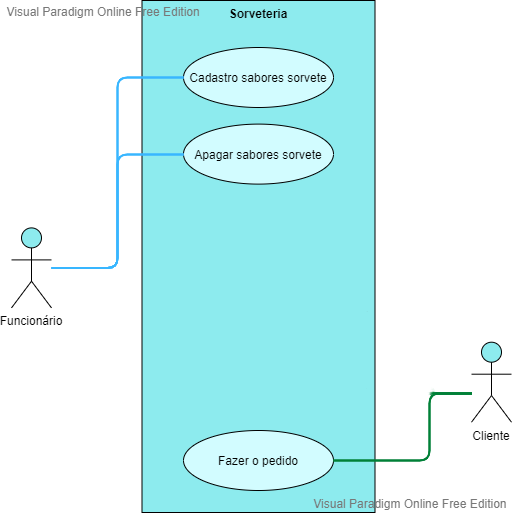 Visual Paradigm Online Free Edition
Sorveteria
Cadastro sabores sorvete
Apagar sabores sorvete
Funcionário
Cliente
Fazer o pedido
Visual Paradigm Online Free Edition